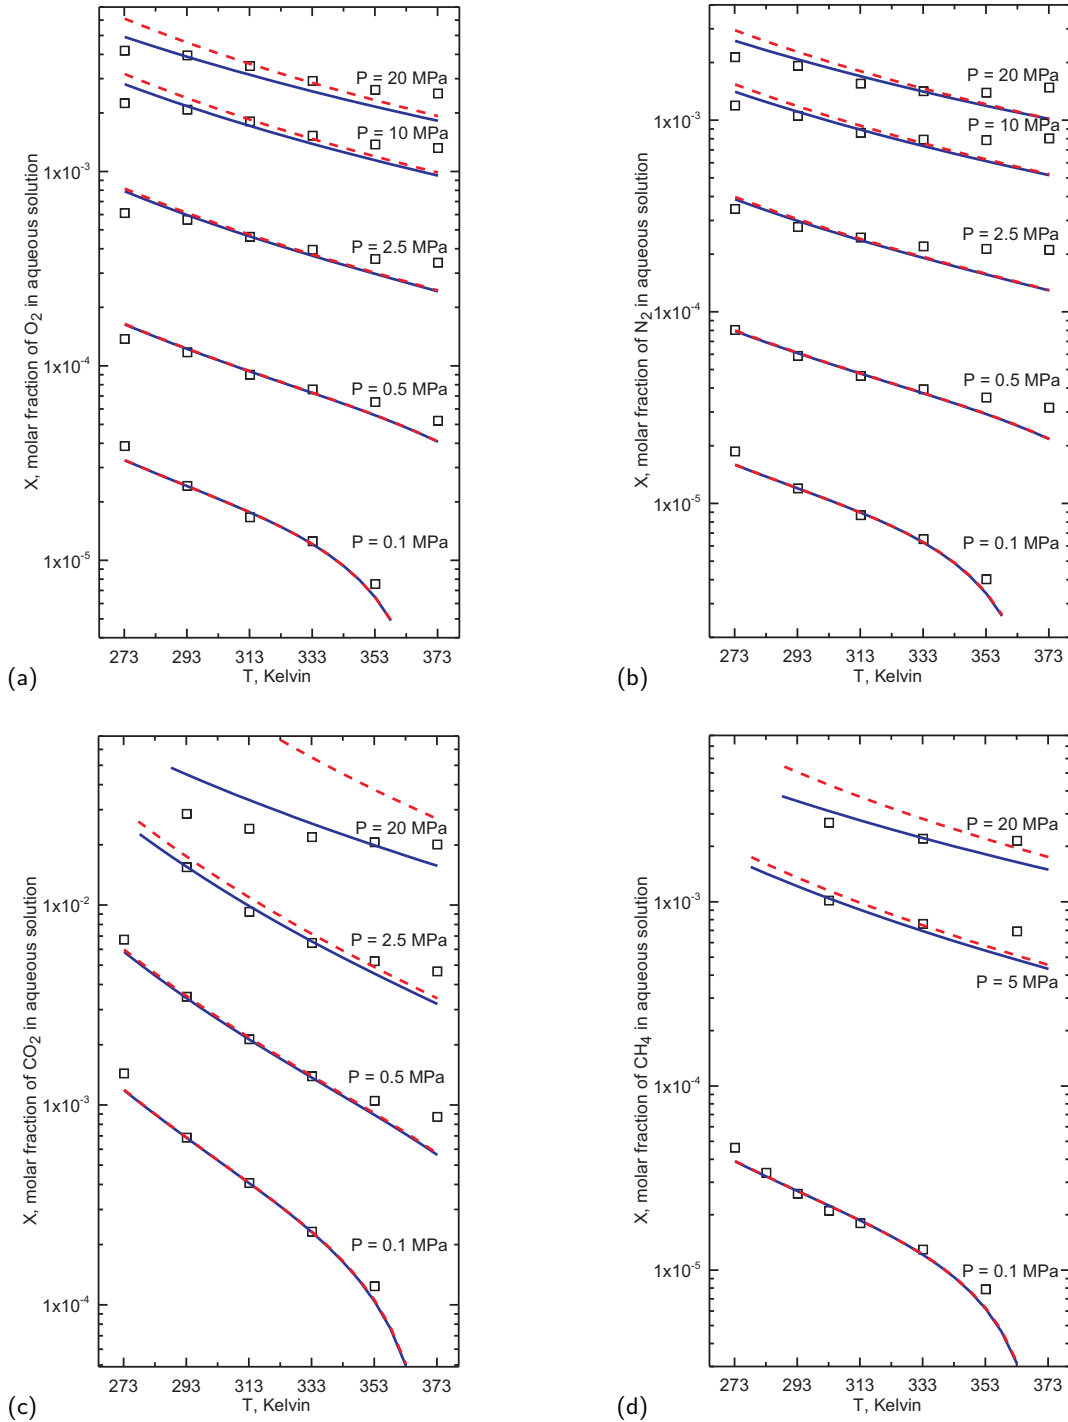 X, molar fraction of O2 in aqueous solution
1x10-3
1x10-4
1x10-5
P = 20 MPa
P = 10 MPa
P = 2.5 MPa
P = 0.5 MPa
P = 0.1 MPa
273 293 313 333 353 373
T, Kelvin
(a)
X, molar fraction of N2 in aqueous solution
1x10-3
1x10-4
1x10-5
P = 20 MPa
P = 10 MPa
P = 2.5 MPa
P = 0.5 MPa
P = 0.1 MPa
273 293 313 333 353 373
T, Kelvin
(b)
X, molar fraction of CO2 in aqueous solution
1x10-2
1x10-3
1x10-4
P = 20 MPa
P = 2.5 MPa
P = 0.5 MPa
P = 0.1 MPa
273 293 313 333 353 373
T, Kelvin
(c)
X, molar fraction of CH4 in aqueous solution
1x10-3
1x10-4
1x10-5
P = 20 MPa
P = 5 MPa
P = 0.1 MPa
273 293 313 333 353 373
T, Kelvin
(d)